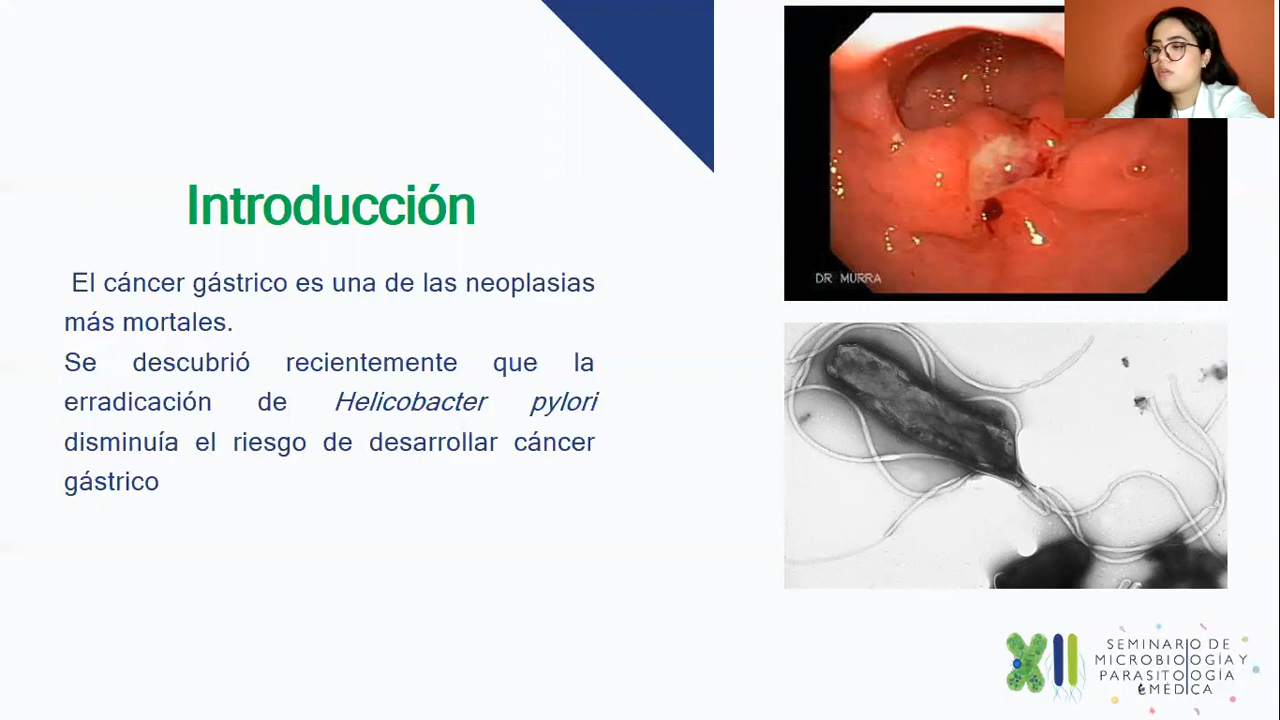 Introducción
El cáncer gástrico es una de las neoplasias
más mortales.
Se descubrió recientemente que la
erradicación de Helicobacter pylori
disminuía el riesgo de desarrollar cáncer
gástrico
DR MURRA
XII
SEMINARIO DE
MICROBIOLOGÍA Y
PARASITOLOGÍA
MÉDICA